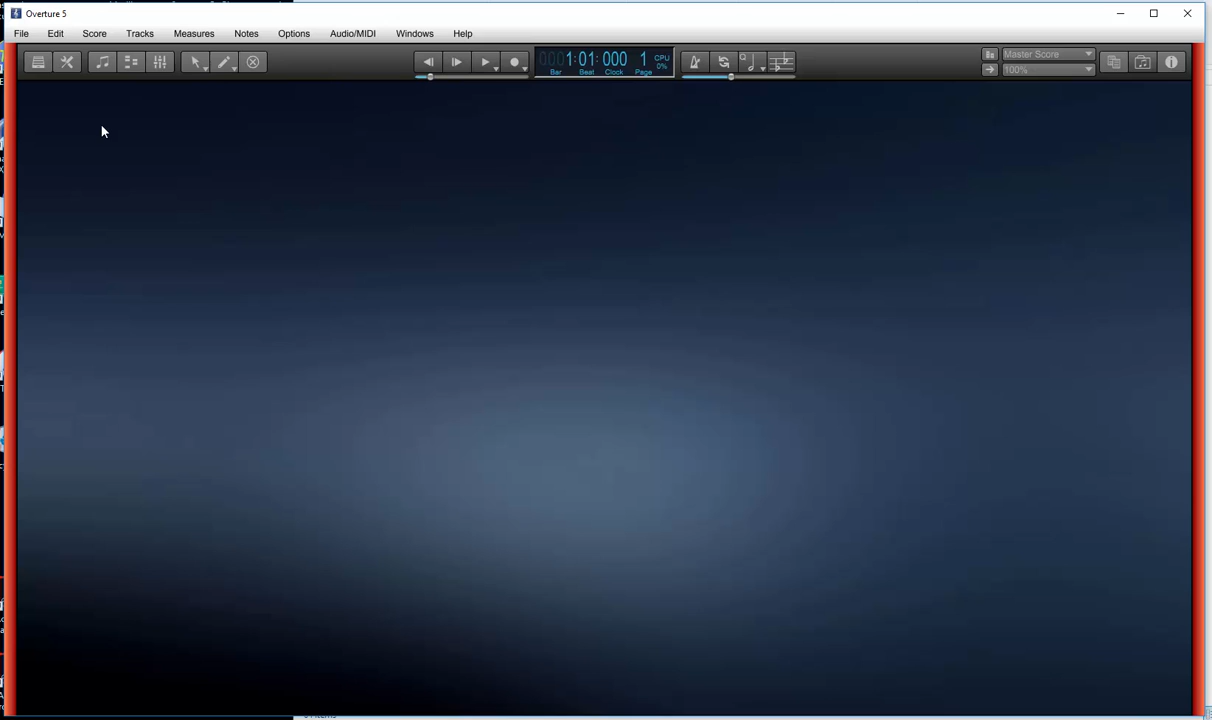 Overture 5
File Edit Score Tracks Measures Notes Options Audio/MIDI Windows Help
0001:01:000 1 CPU 0%
Bar Beat Clock Page
Master Score
100%